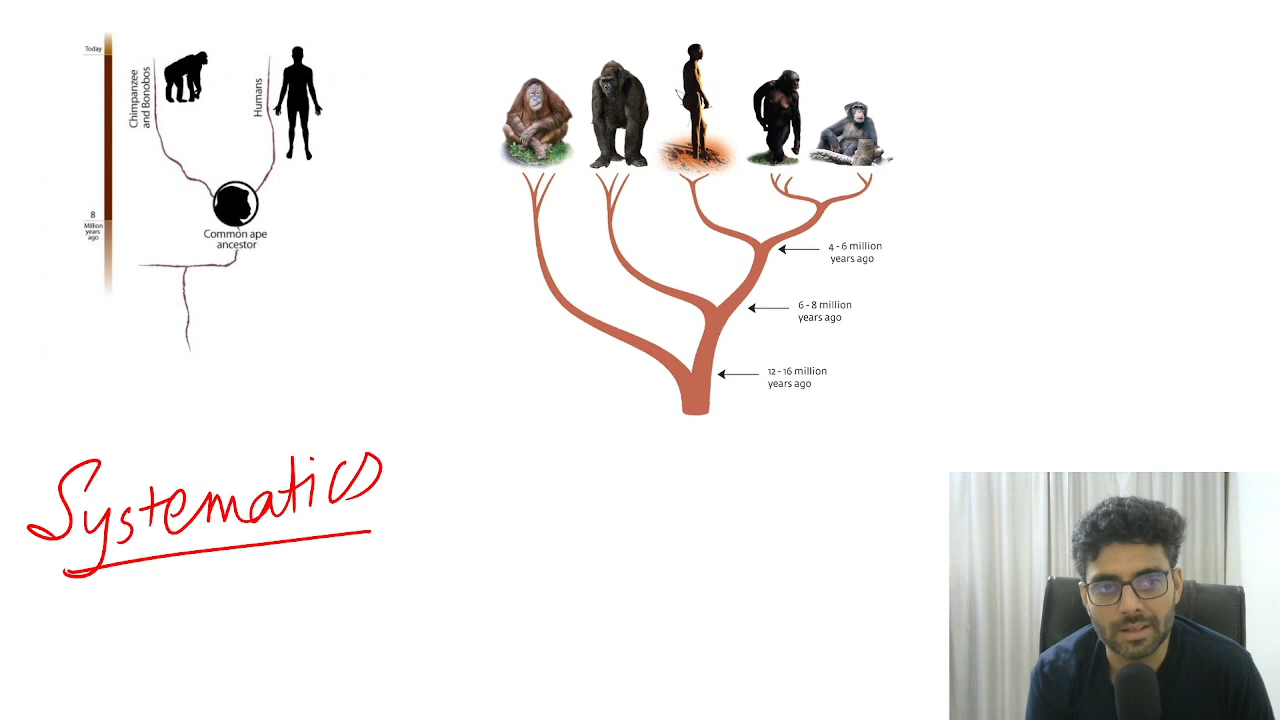 Today
Chimpanzee
and Bonobos
Humans
8
Million
years
ago
Common ape
ancestor
4 - 6 million
years ago
6 - 8 million
years ago
12 - 16 million
years ago
Systematics